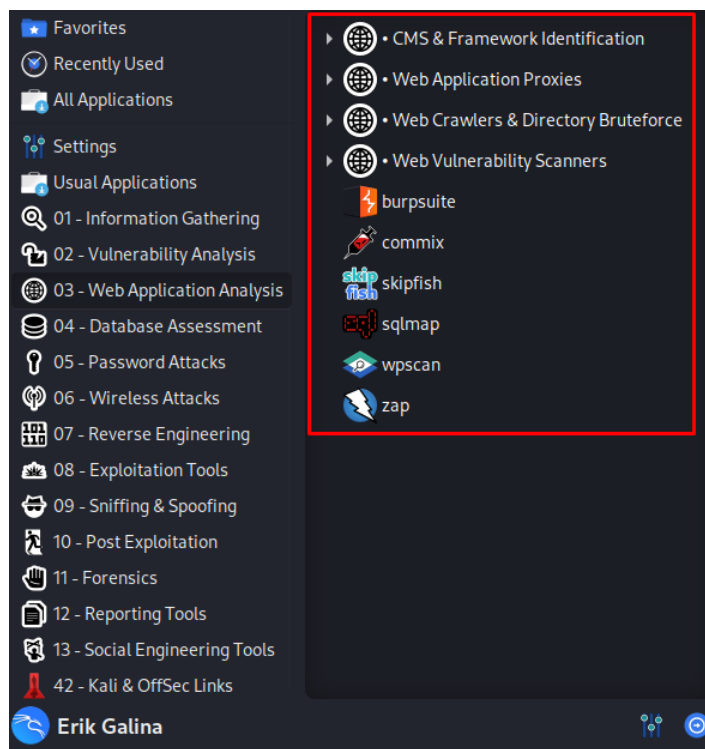 Favorites
Recently Used
All Applications
Settings
Usual Applications
01 - Information Gathering
02 - Vulnerability Analysis
03 - Web Application Analysis
04 - Database Assessment
05 - Password Attacks
06 - Wireless Attacks
07 - Reverse Engineering
08 - Exploitation Tools
09 - Sniffing & Spoofing
10 - Post Exploitation
11 - Forensics
12 - Reporting Tools
13 - Social Engineering Tools
42 - Kali & OffSec Links
Erik Galina
• CMS & Framework Identification
• Web Application Proxies
• Web Crawlers & Directory Bruteforce
• Web Vulnerability Scanners
burpsuite
commix
skip
fish
skipfish
sql
sqlmap
wpscan
zap